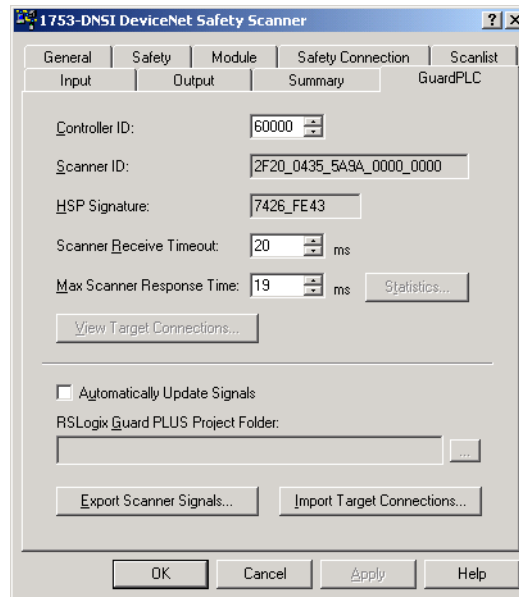 1753-DNSI DeviceNet Safety Scanner
General Safety Module Safety Connection Scanlist
Input Output Summary GuardPLC
Controller ID: 60000
Scanner ID: 2F20_0435_5A9A_0000_0000
HSP Signature: 7426_FE43
Scanner Receive Timeout: 20 ms
Max Scanner Response Time: 19 ms Statistics...
View Target Connections...
Automatically Update Signals
RSLogix Guard PLUS Project Folder:
...
Export Scanner Signals... Import Target Connections...
OK Cancel Apply Help